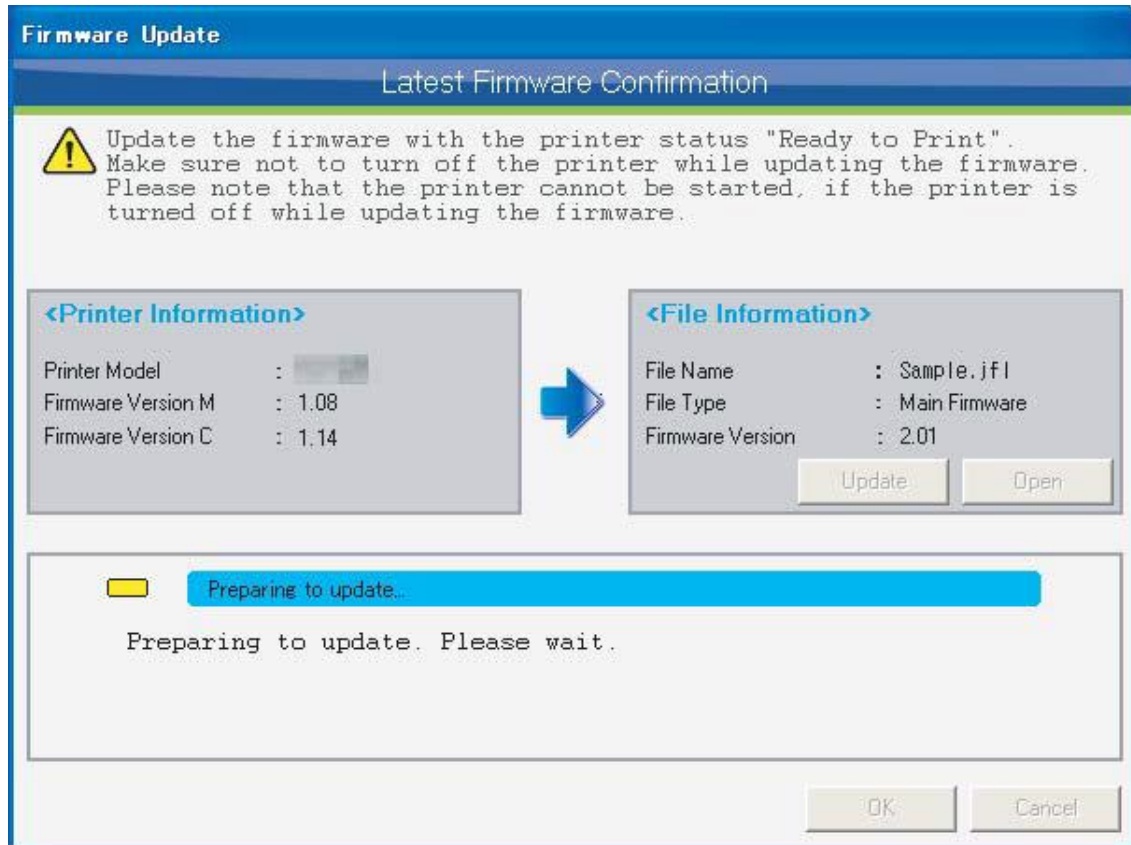 Firmware Update
Latest Firmware Confirmation
Update the firmware with the printer status "Ready to Print".
Make sure not to turn off the printer while updating the firmware.
Please note that the printer cannot be started, if the printer is
turned off while updating the firmware.
<Printer Information>
Printer Model :
Firmware Version M : 1.08
Firmware Version C : 1.14
<File Information>
File Name : Sample.jfl
File Type : Main Firmware
Firmware Version : 2.01
Update Open
Preparing to update...
Preparing to update. Please wait.
OK Cancel